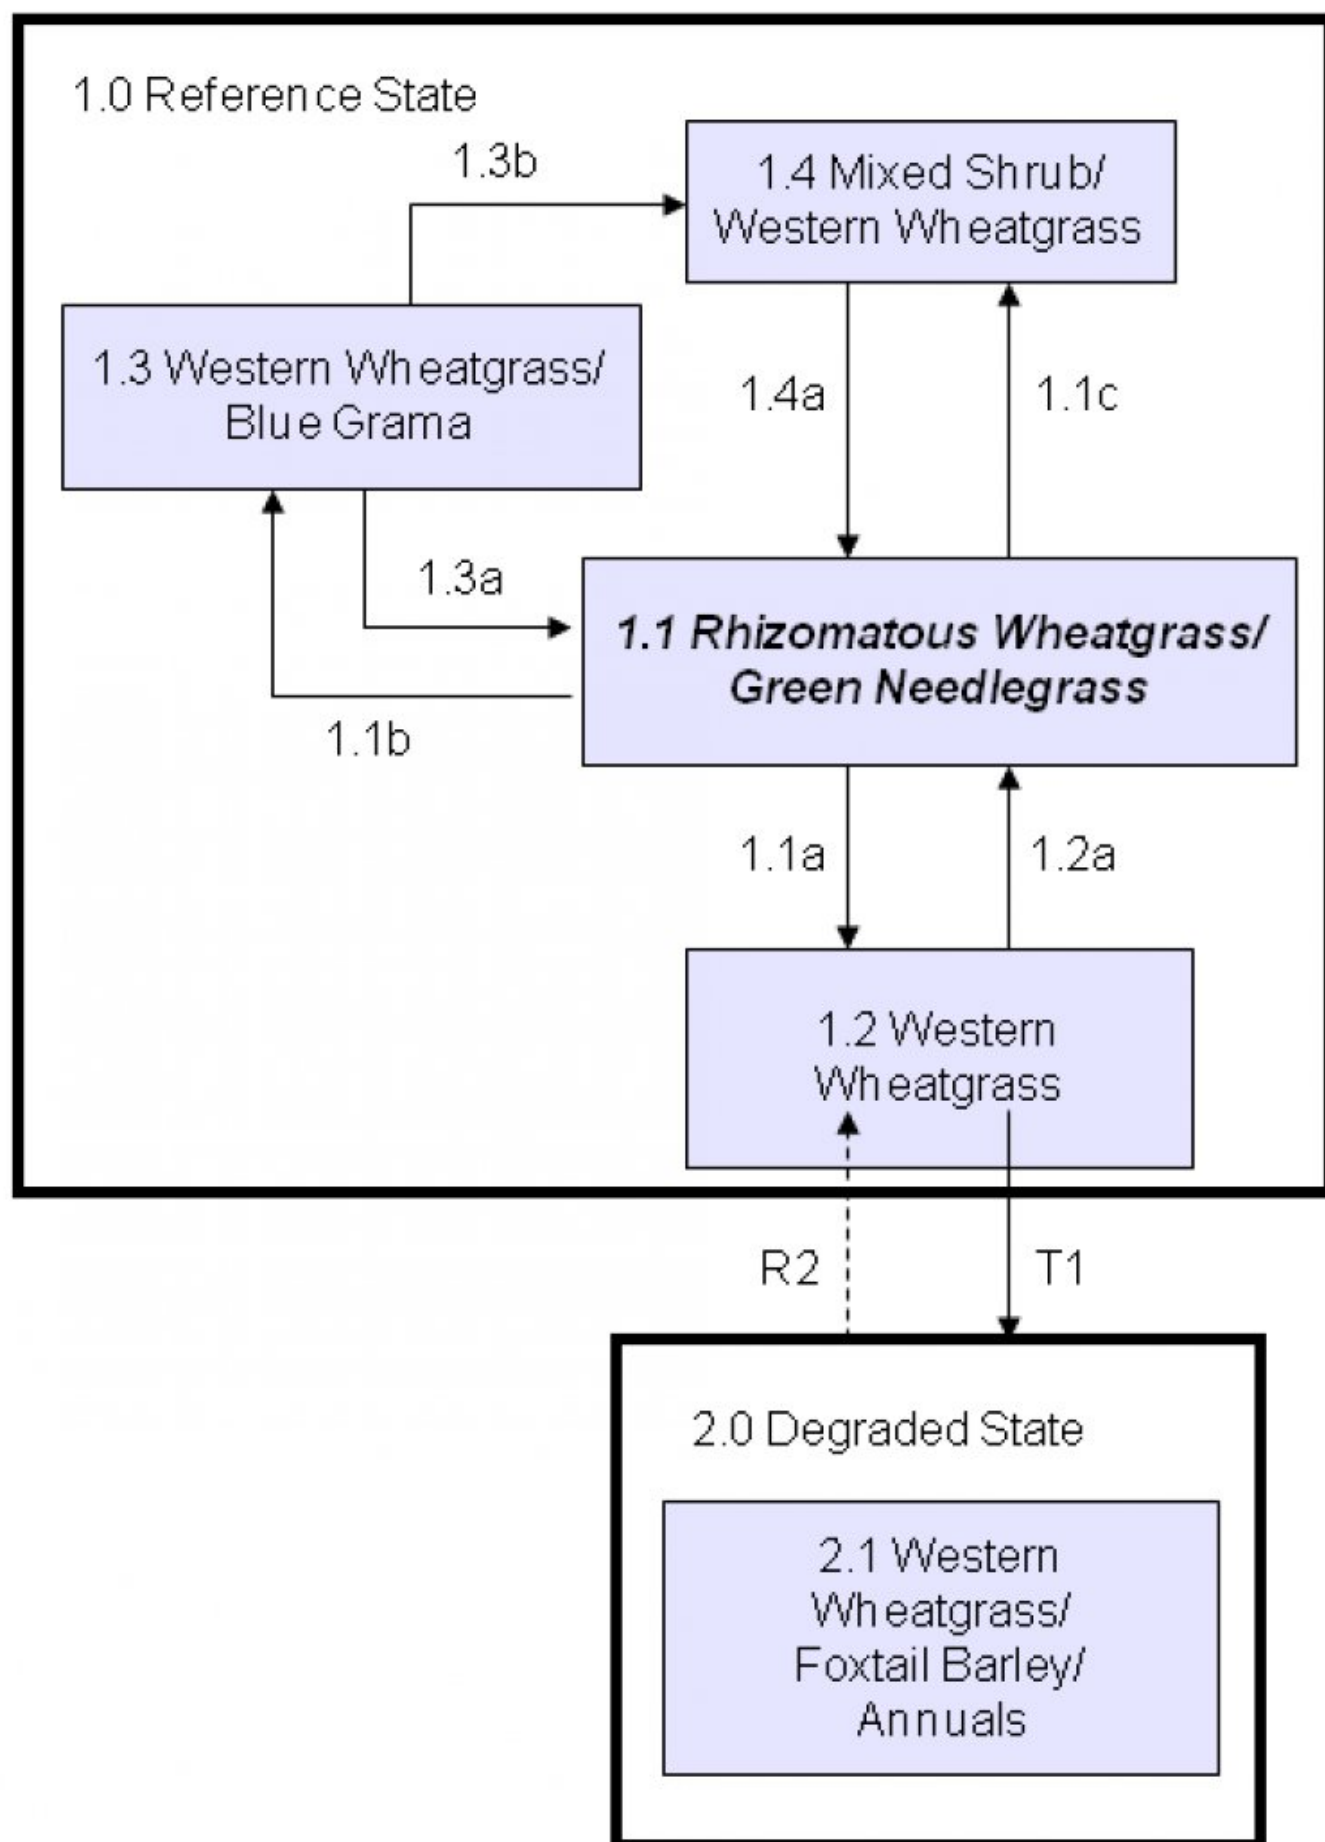 1.0 Reference State
1.3b
1.4 Mixed Shrub/
Western Wheatgrass
1.3 Western Wheatgrass/
Blue Grama
1.4a
1.1c
1.3a
1.1 Rhizomatous Wheatgrass/
Green Needlegrass
1.1b
1.1a
1.2a
1.2 Western
Wheatgrass
R2
T1
2.0 Degraded State
2.1 Western
Wheatgrass/
Foxtail Barley/
Annuals